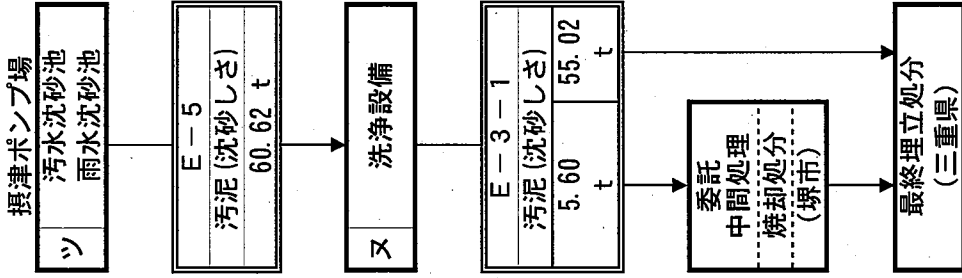 摂津ポンプ場
ツ
汚水沈砂池
雨水沈砂池
E－5
汚泥(沈砂しさ)
60.62 t
ヌ
洗浄設備
E－3－1
汚泥(沈砂しさ)
5.60
t
55.02
t
委託
中間処理
焼却処分
(堺市)
最終埋立処分
(三重県)